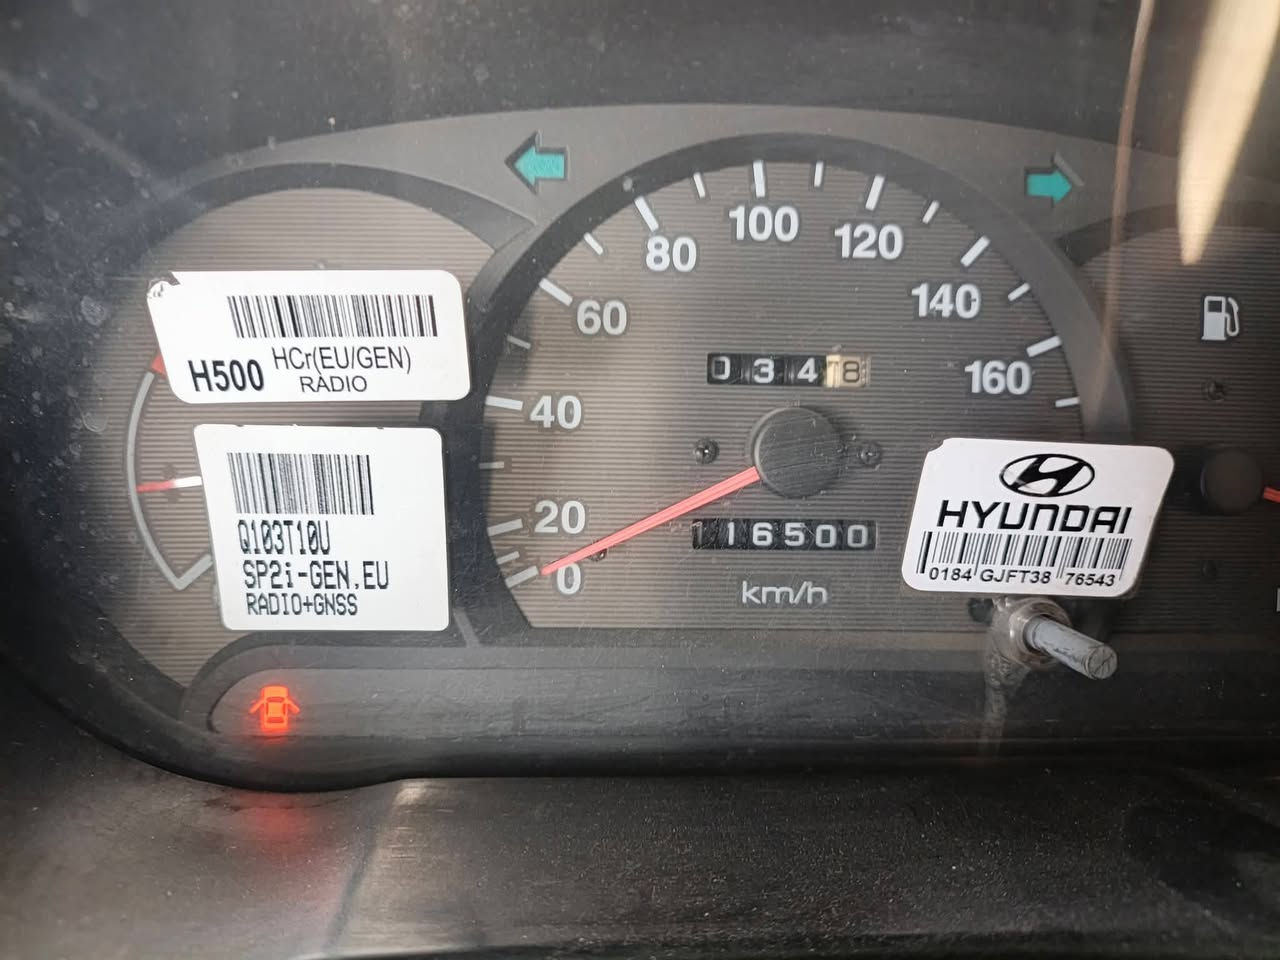 100
80
120
60
140
H500 HCr(EU/GEN)
RADIO
0348
160
40
Q103T10U
SP2i-GEN.EU
RADIO+GNSS
20
116500
0
km/h
HYUNDAI
0184 GJFT38 76543